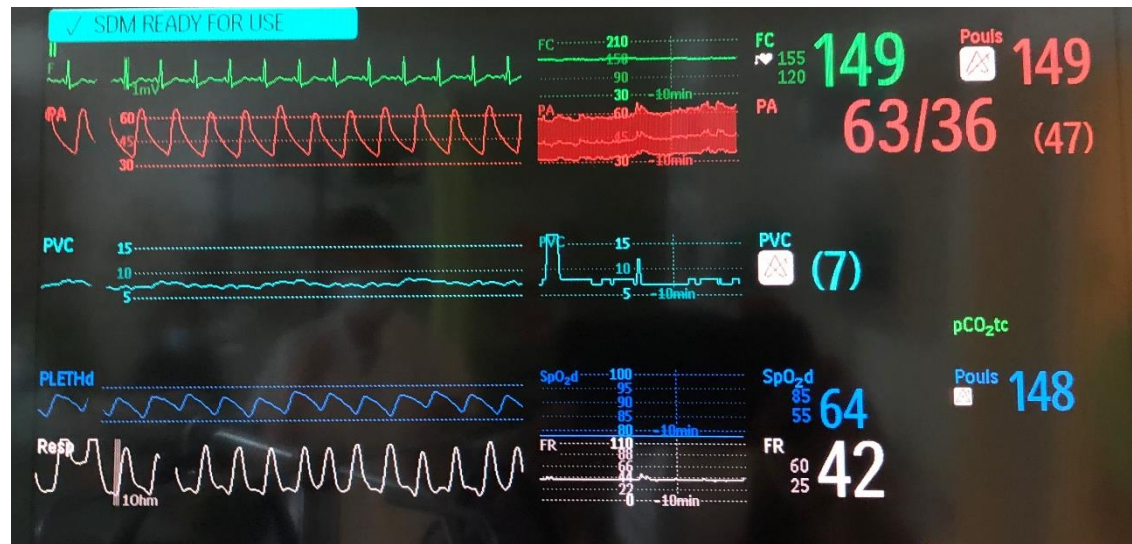 ✓ SDM READY FOR USE
II
F
1mV
FC 210
150
90
30 -10min
FC
155
120
149
Pouls
149
PA
60
45
30
PA
60
45
30 -10min
PA
63/36 (47)
PVC
15
10
5
PVC
15
10
5 -10min
PVC
(7)
pCO₂tc
PLETHd
SpO₂d 100
95
90
85
80 -10min
SpO₂d
85
55
64
Pouls
148
Resp
1Ohm
FR 110
88
66
44
22
0 -10min
FR
60
25
42